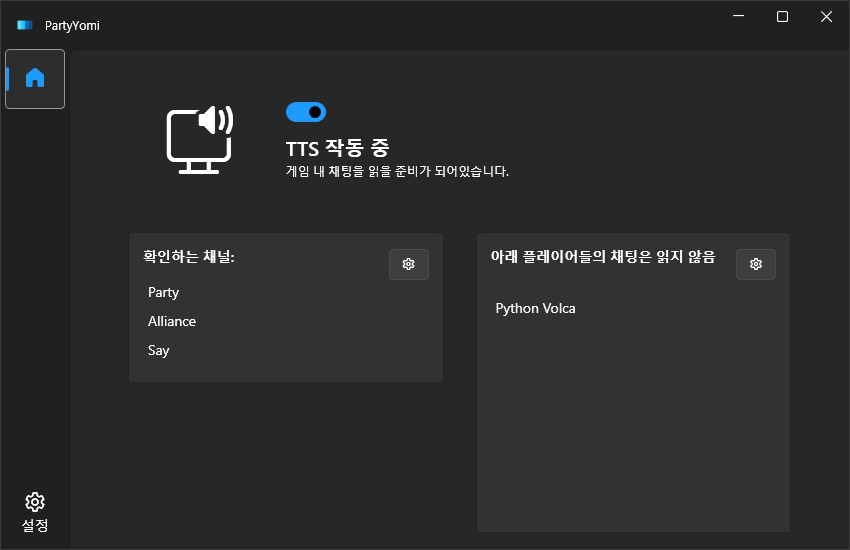 PartyYomi
TTS 작동 중
게임 내 채팅을 읽을 준비가 되어있습니다.
확인하는 채널:
Party
Alliance
Say
아래 플레이어들의 채팅은 읽지 않음
Python Volca
설정